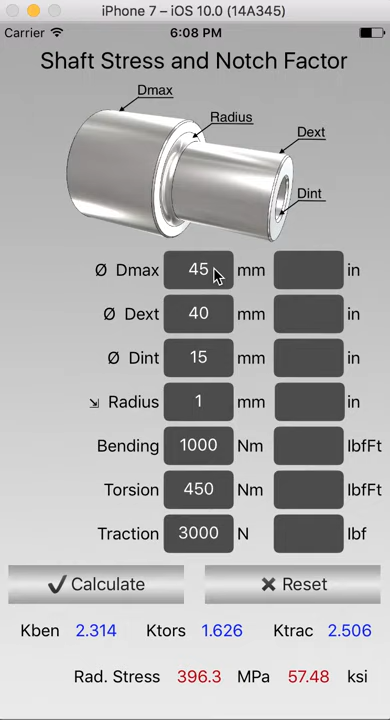 iPhone 7 – iOS 10.0 (14A345)
Carrier 6:08 PM
Shaft Stress and Notch Factor
Dmax
Radius
Dext
Dint
Ø Dmax 45 mm in
Ø Dext 40 mm in
Ø Dint 15 mm in
⇲ Radius 1 mm in
Bending 1000 Nm lbfFt
Torsion 450 Nm lbfFt
Traction 3000 N lbf
✔ Calculate ✖ Reset
Kben 2.314 Ktors 1.626 Ktrac 2.506
Rad. Stress 396.3 MPa 57.48 ksi